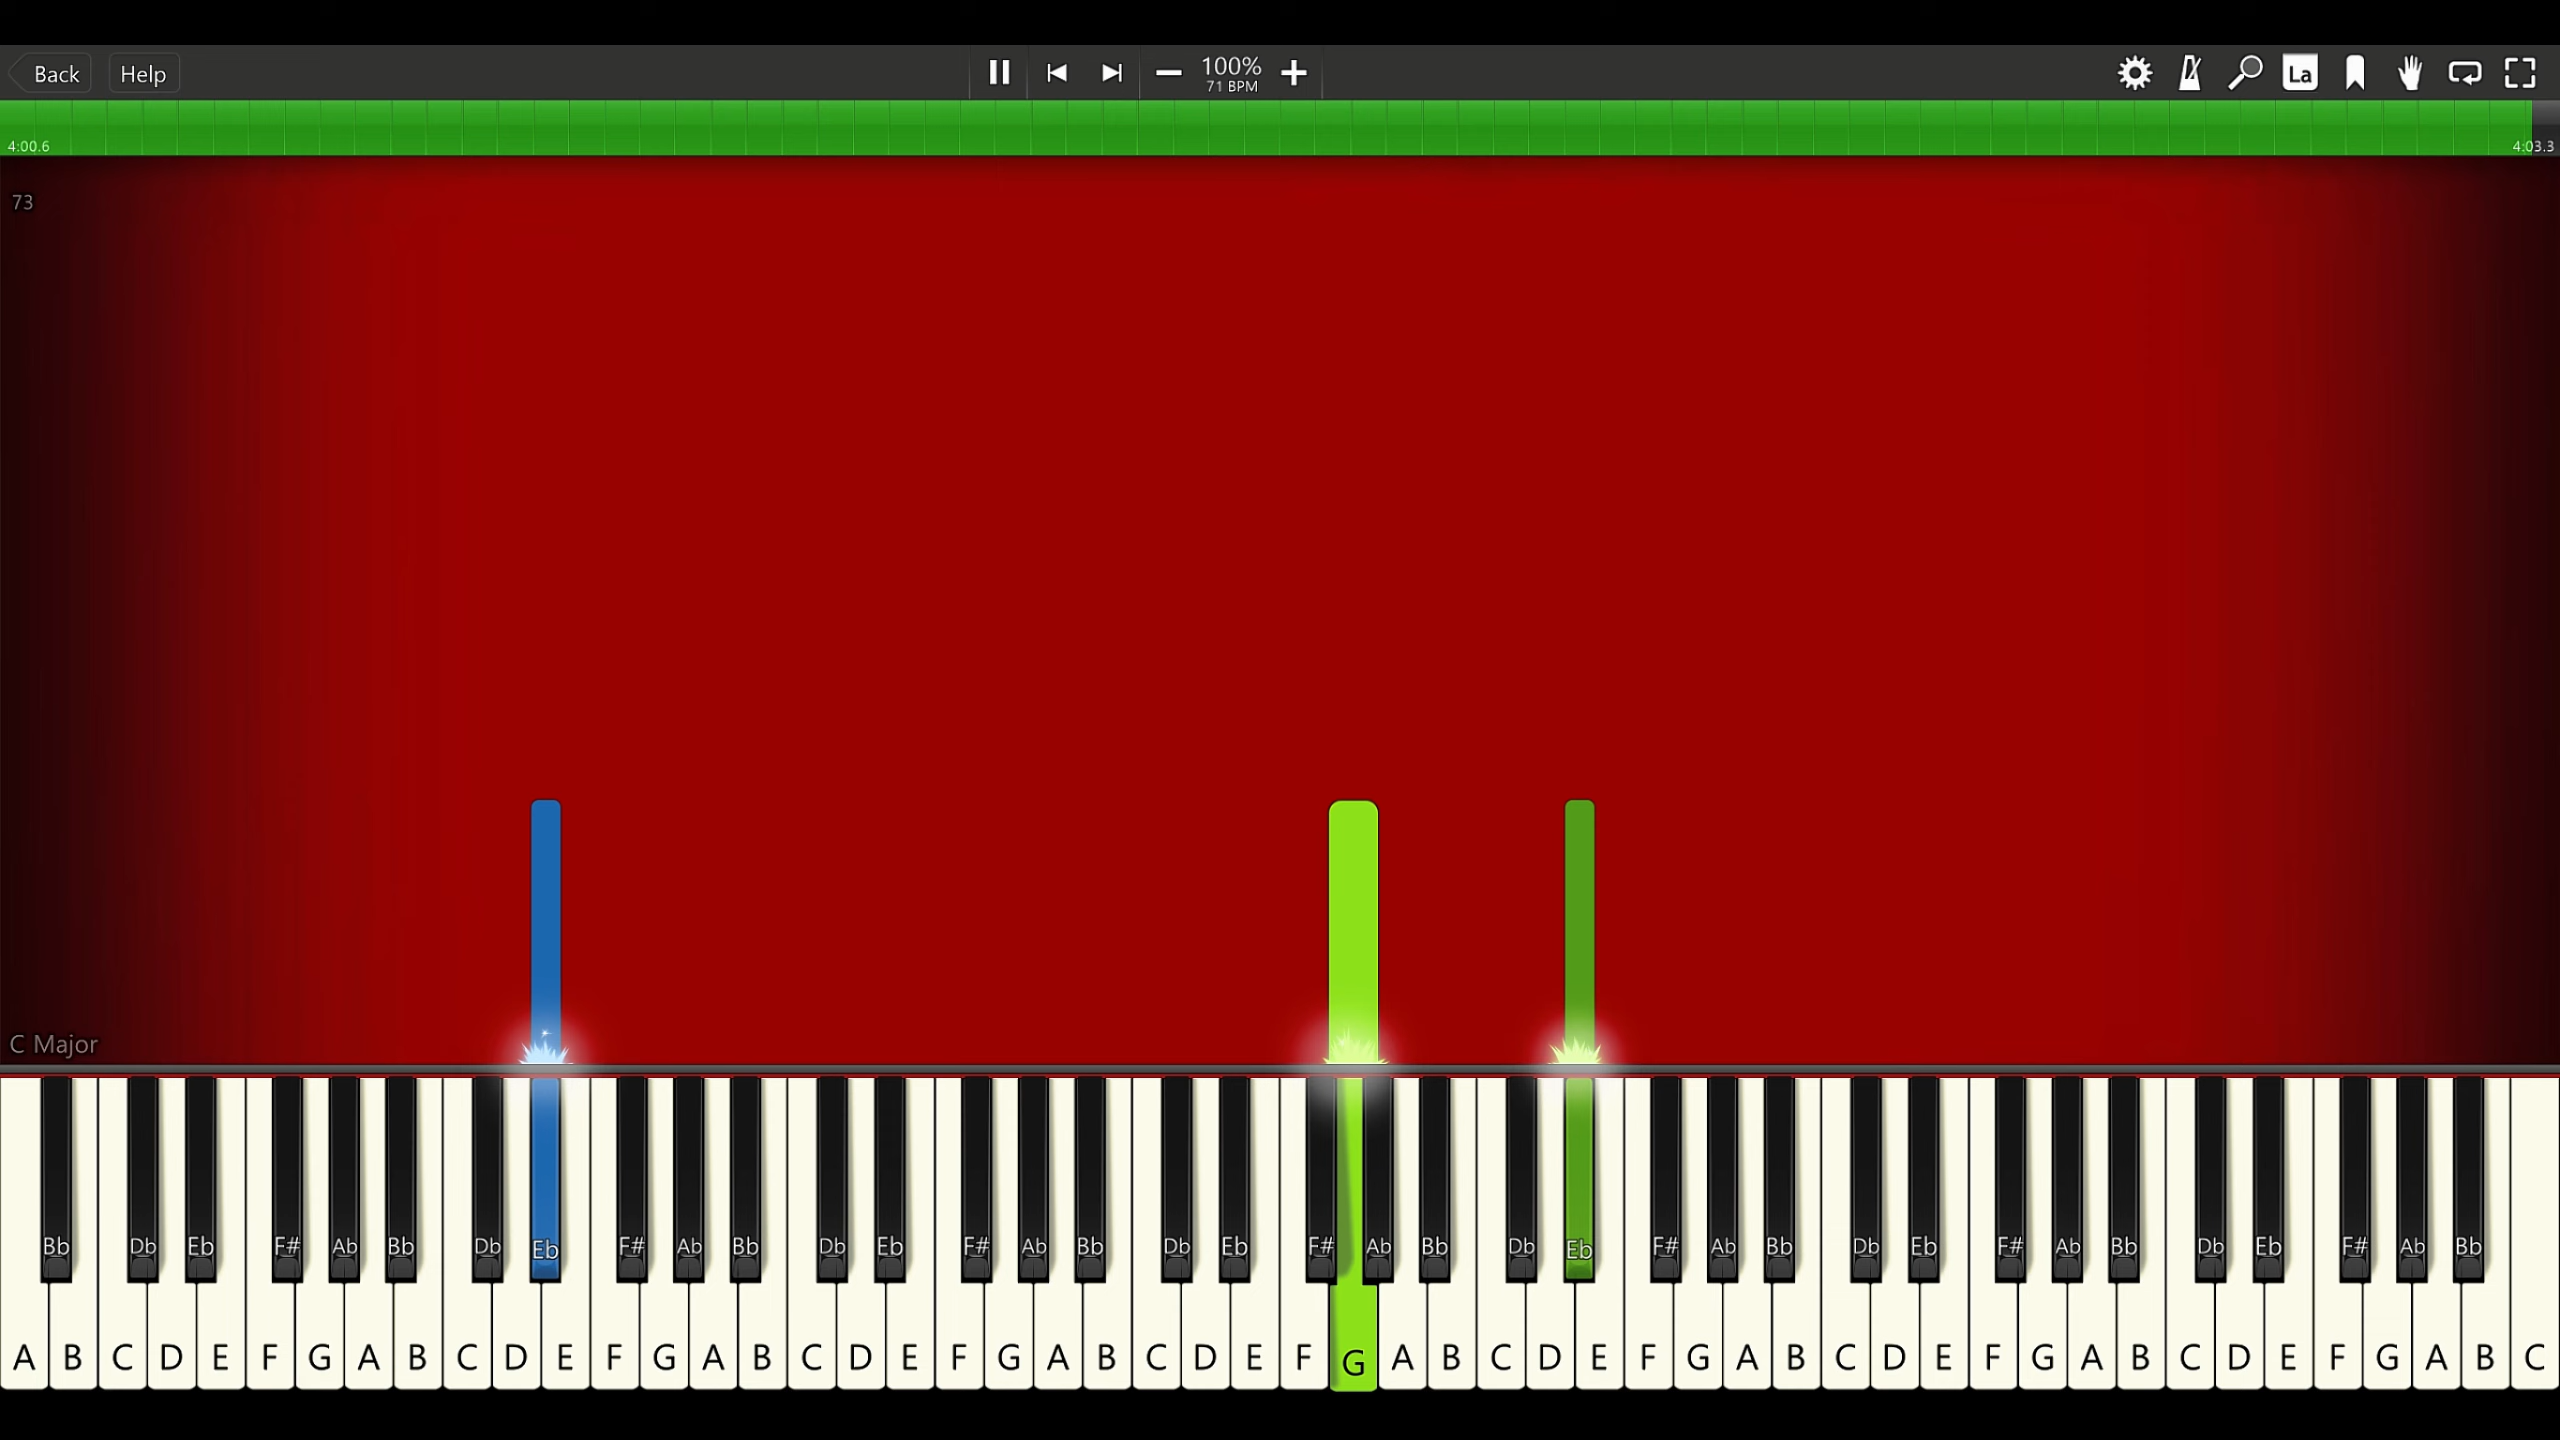 Back Help 100% La
71 BPM
4:00.6 4:03.3
73
C Major
Bb Db Eb F# Ab Bb Db Eb F# Ab Bb Db Eb F# Ab Bb Db Eb F# Ab Bb Db Eb F# Ab Bb Db Eb F# Ab Bb Db Eb F# Ab Bb
A B C D E F G A B C D E F G A B C D E F G A B C D E F G A B C D E F G A B C D E F G A B C D E F G A B C